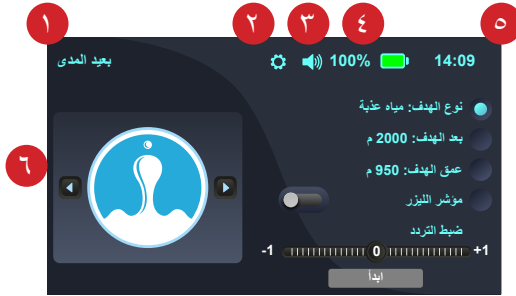 ١ ٢ ٣ ٤ ٥
بعيد المدى 100% 14:09
نوع الهدف: مياه عذبة
بعد الهدف: 2000 م
عمق الهدف: 950 م
٦
مؤشر الليزر
ضبط التردد
-1 0 +1
ابدأ